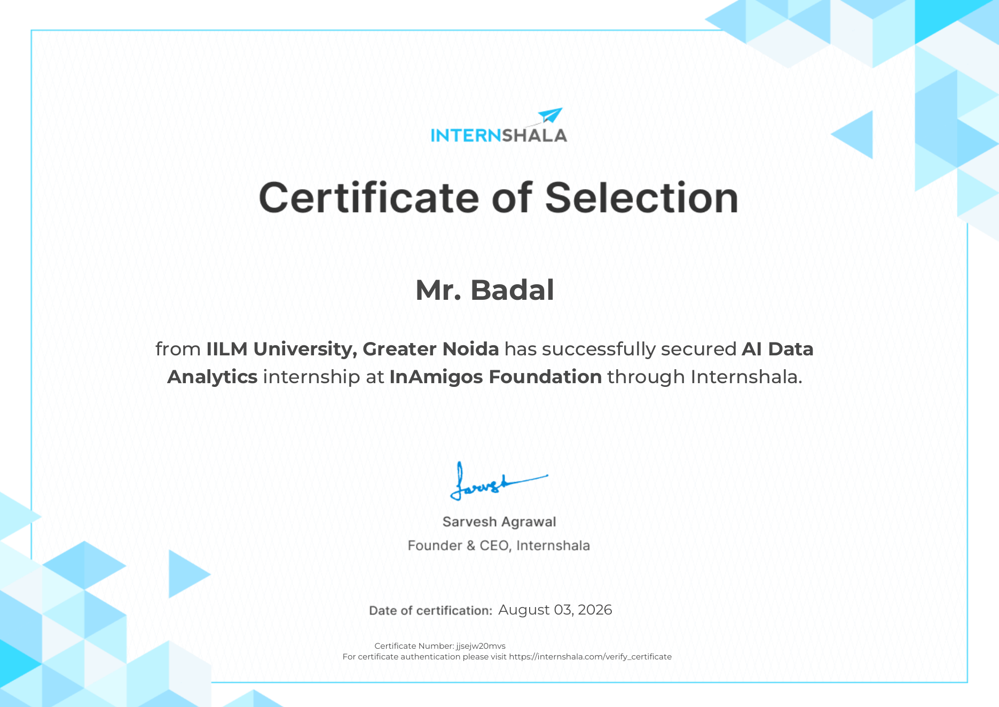 INTERNSHALA
Certificate of Selection
Mr. Badal
from IILM University, Greater Noida has successfully secured AI Data
Analytics internship at InAmigos Foundation through Internshala.
Sarvesh
Sarvesh Agrawal
Founder & CEO, Internshala
Date of certification: August 03, 2026
Certificate Number: jjsejw20mvs
For certificate authentication please visit https://internshala.com/verify_certificate